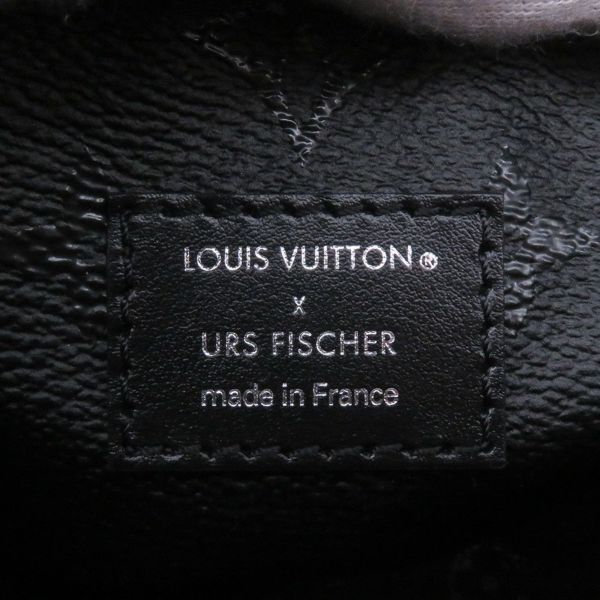 LOUIS VUITTON®
x
URS FISCHER
made in France